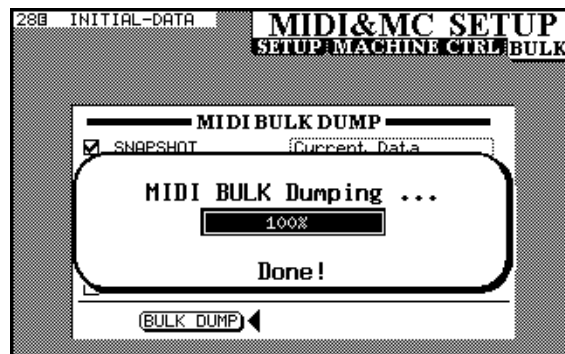 INITIAL-DATA
MIDI&MC SETUP
SETUP MACHINE CTRL BULK
MIDI BULK DUMP
SNAPSHOT Current Data
MIDI BULK Dumping ...
100%
Done!
BULK DUMP